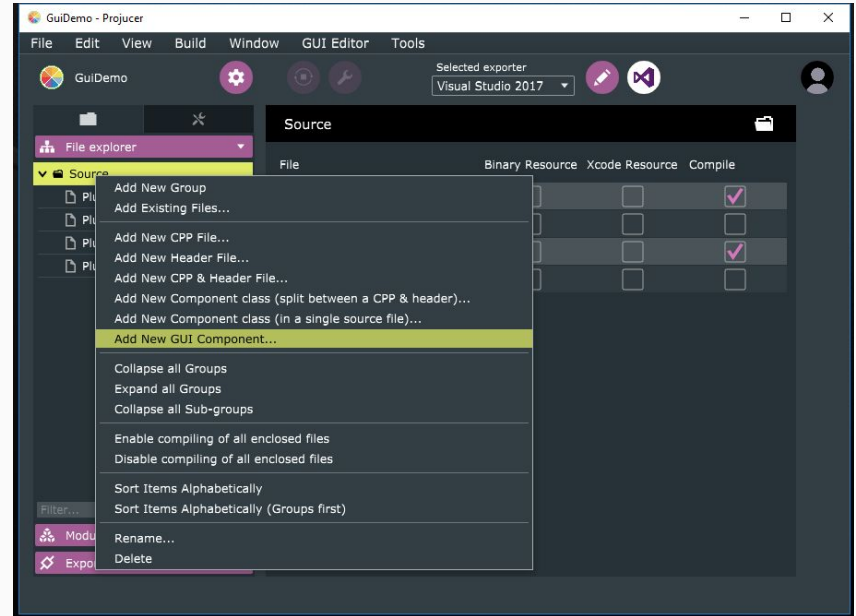 GuiDemo - Projucer
File Edit View Build Window GUI Editor Tools
GuiDemo
Selected exporter
Visual Studio 2017
Source
File explorer
File Binary Resource Xcode Resource Compile
Source
Add New Group
Add Existing Files...
Add New CPP File...
Add New Header File...
Add New CPP & Header File...
Add New Component class (split between a CPP & header)...
Add New Component class (in a single source file)...
Add New GUI Component...
Collapse all Groups
Expand all Groups
Collapse all Sub-groups
Enable compiling of all enclosed files
Disable compiling of all enclosed files
Sort Items Alphabetically
Filter...
Sort Items Alphabetically (Groups first)
Rename...
Delete